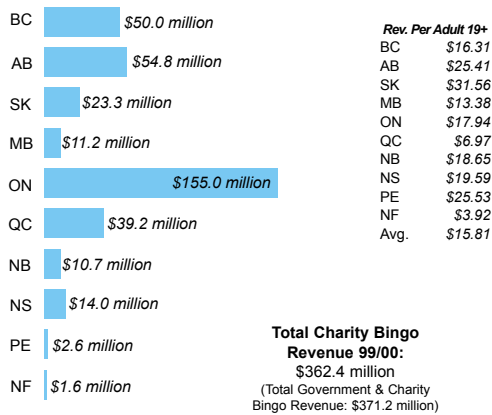 BC $50.0 million
AB $54.8 million
SK $23.3 million
MB $11.2 million
ON $155.0 million
QC $39.2 million
NB $10.7 million
NS $14.0 million
PE $2.6 million
NF $1.6 million
Rev. Per Adult 19+
BC $16.31
AB $25.41
SK $31.56
MB $13.38
ON $17.94
QC $6.97
NB $18.65
NS $19.59
PE $25.53
NF $3.92
Avg. $15.81
Total Charity Bingo
Revenue 99/00:
$362.4 million
(Total Government & Charity
Bingo Revenue: $371.2 million)